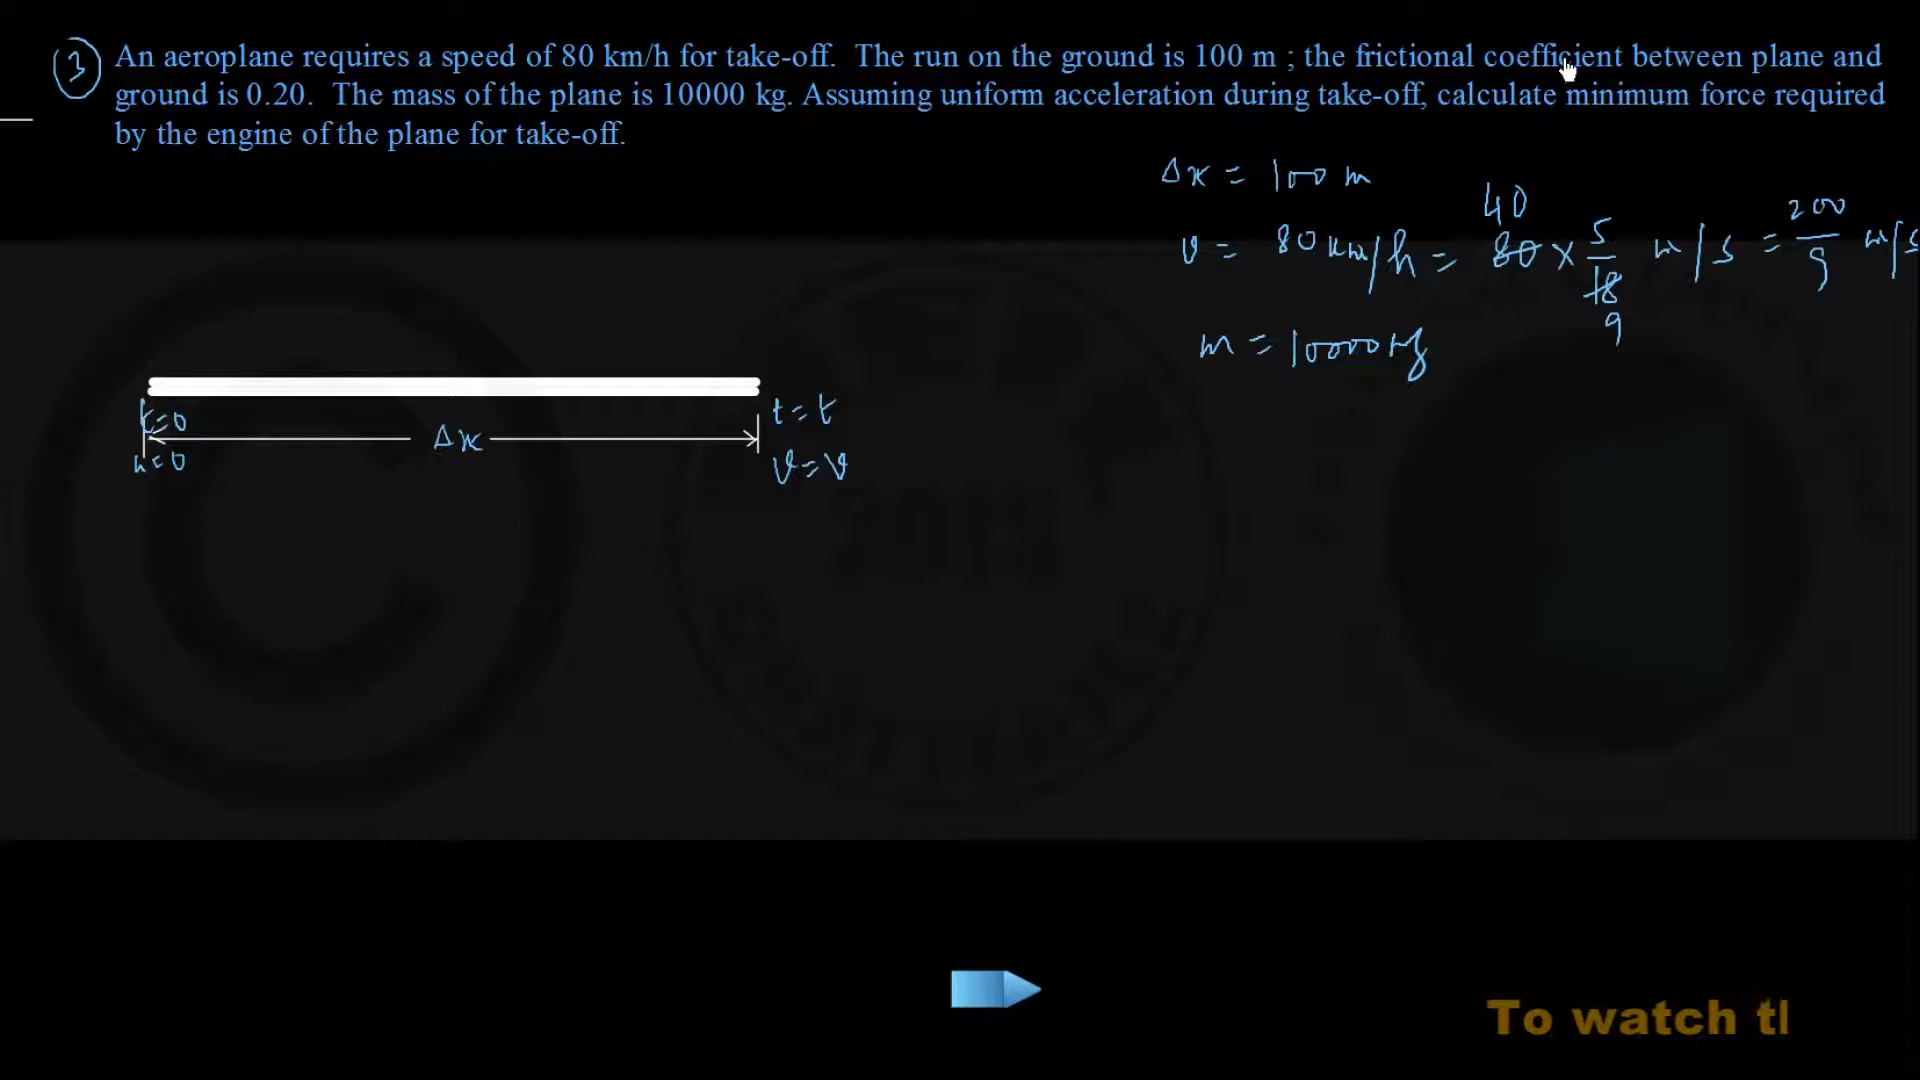 3 An aeroplane requires a speed of 80 km/h for take-off. The run on the ground is 100 m ; the frictional coefficient between plane and
ground is 0.20. The mass of the plane is 10000 kg. Assuming uniform acceleration during take-off, calculate minimum force required
by the engine of the plane for take-off.
Δx = 100 m
40
v = 80 km/h = 80 × 5/18 m/s = 200/9 m/s
9
m = 10000 kg
t=0
t=t
Δx
u=0
v=v
To watch tl